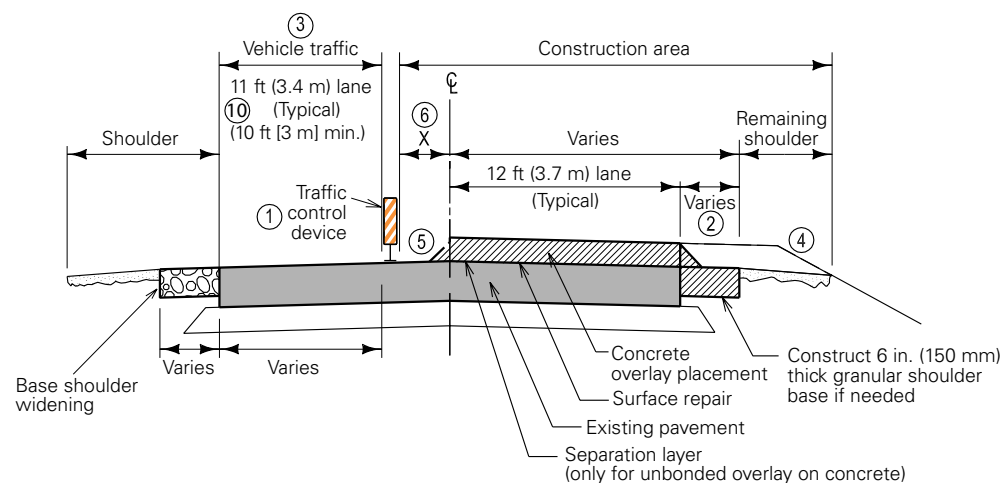 ③
Vehicle traffic
Construction area
11 ft (3.4 m) lane
⑩ (Typical)
(10 ft [3 m] min.)
℄
⑥
X
Remaining
shoulder
Shoulder
Varies
12 ft (3.7 m) lane
(Typical)
Varies
②
Traffic
① control
device
⑤
④
Varies
Varies
Base shoulder
widening
Concrete
overlay placement
Surface repair
Existing pavement
Separation layer
(only for unbonded overlay on concrete)
Construct 6 in. (150 mm)
thick granular shoulder
base if needed